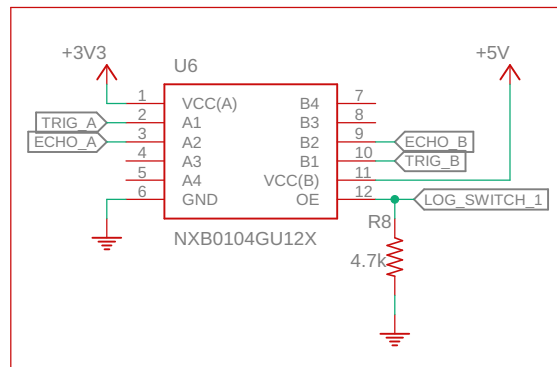 +3V3
U6
+5V
1 VCC(A) B4 7
TRIG_A 2 A1 B3 8
ECHO_A 3 A2 B2 9 ECHO_B
4 A3 B1 10 TRIG_B
5 A4 VCC(B) 11
6 GND OE 12 LOG_SWITCH_1
NXB0104GU12X
R8
4.7k